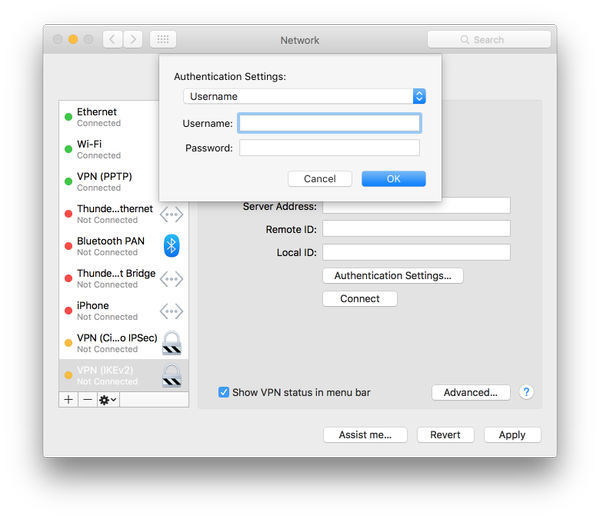 Network
Search
Authentication Settings:
Username
Username:
Password:
Cancel
OK
Ethernet
Connected
Wi-Fi
Connected
VPN (PPTP)
Connected
Thunde...thernet
Not Connected
Bluetooth PAN
Not Connected
Thunde...t Bridge
Not Connected
iPhone
Not Connected
VPN (Ci...o IPSec)
Not Connected
VPN (IKEv2)
Not Connected
Server Address:
Remote ID:
Local ID:
Authentication Settings...
Connect
Show VPN status in menu bar
Advanced...
?
Assist me...
Revert
Apply